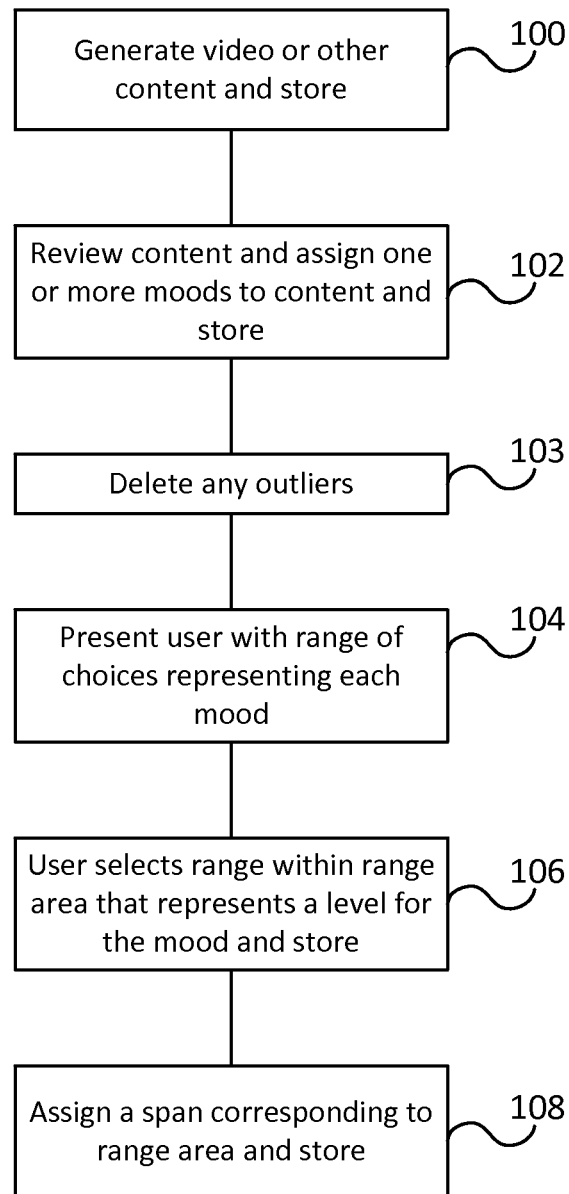 Generate video or other
content and store
100
Review content and assign one
or more moods to content and
store
102
Delete any outliers
103
Present user with range of
choices representing each
mood
104
User selects range within range
area that represents a level for
the mood and store
106
Assign a span corresponding to
range area and store
108